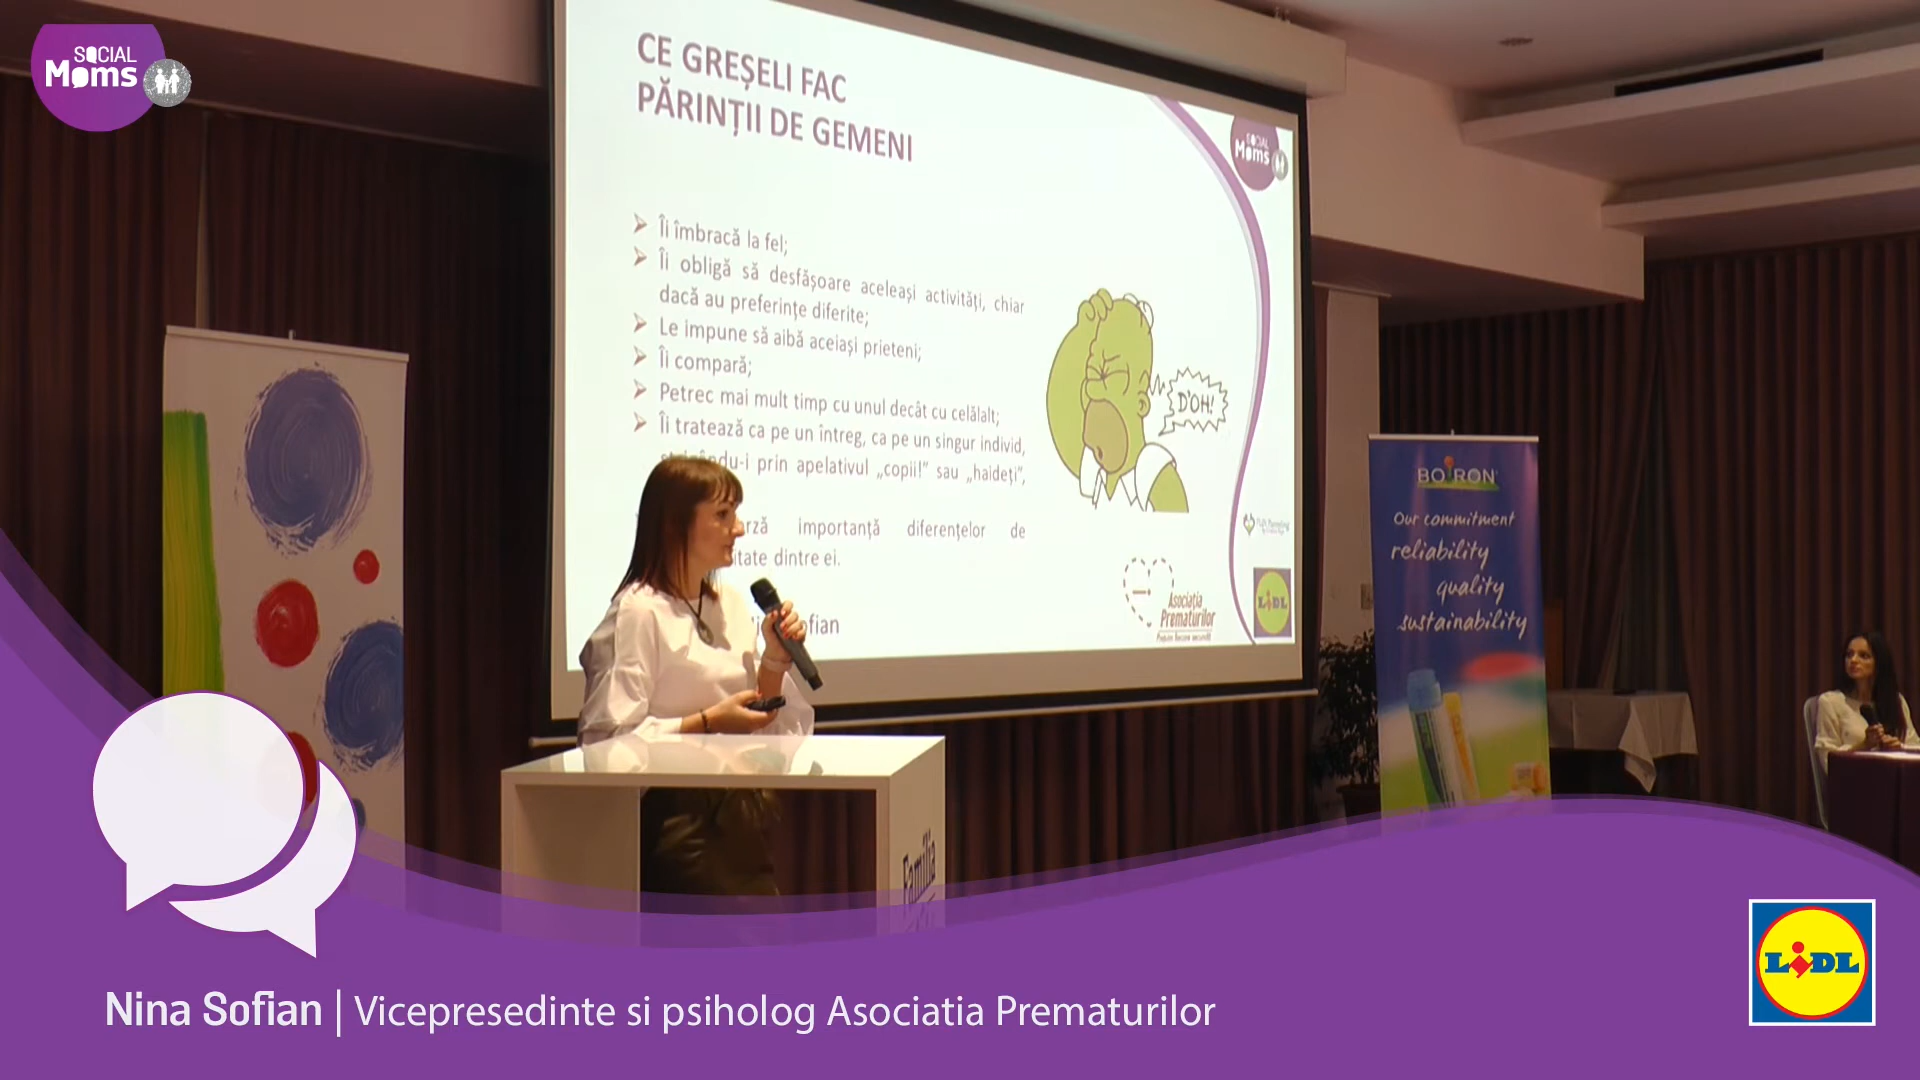 SOCIAL
Moms
CE GREȘELI FAC
PĂRINȚII DE GEMENI
SOCIAL
Moms
Îi îmbracă la fel;
Îi obligă să desfășoare aceleași activități, chiar
dacă au preferințe diferite;
Le impune să aibă aceiași prieteni;
Îi compară;
Petrec mai mult timp cu unul decât cu celălalt;
Îi tratează ca pe un întreg, ca pe un singur individ,
prin apelativul „copii!” sau „haideți”,
importanță diferențelor de
dintre ei.
D'OH!
Asociația
Prematurilor
LIDL
BOIRON
Our commitment
reliability
quality
sustainability
Familia
Nina Sofian | Vicepresedinte si psiholog Asociatia Prematurilor
LIDL